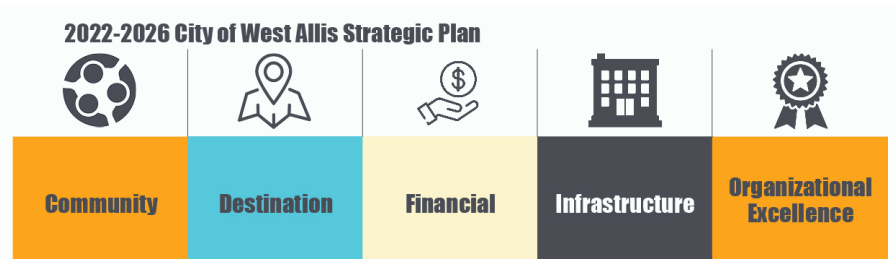 2022-2026 City of West Allis Strategic Plan
$
Community
Destination
Financial
Infrastructure
Organizational
Excellence